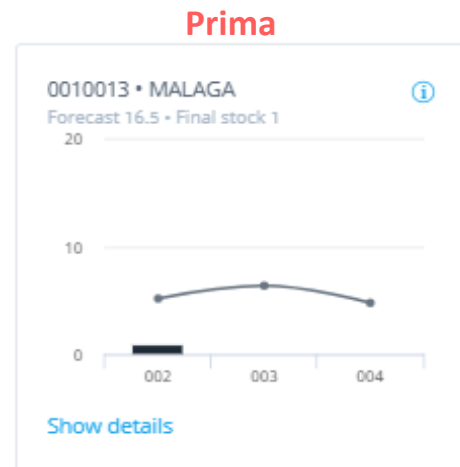 Prima
0010013 • MALAGA
Forecast 16.5 • Final stock 1
20
10
0
002 003 004
Show details